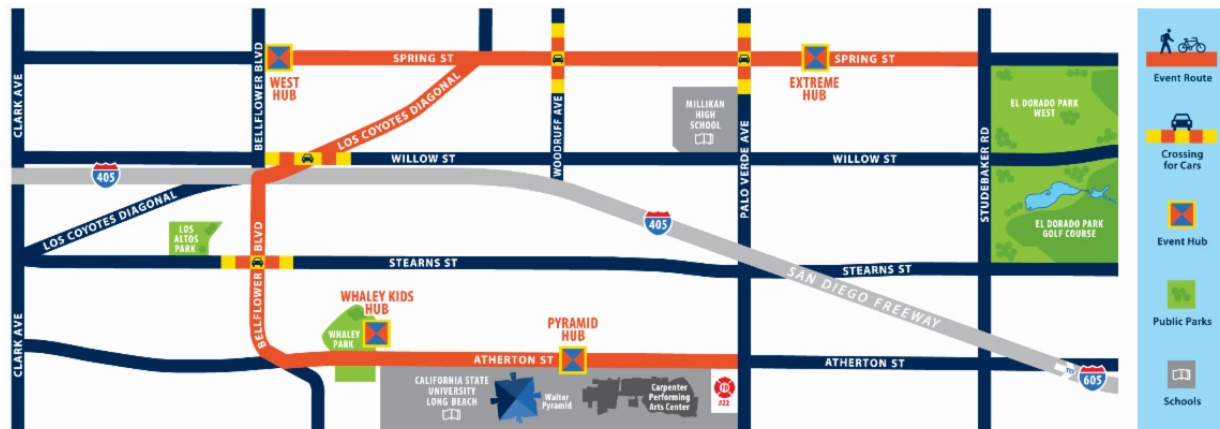 SPRING ST
WEST
HUB
EXTREME
HUB
CLARK AVE
BELLFLOWER BLVD
LOS COYOTES DIAGONAL
WOODRUFF AVE
MILLIKAN
HIGH
SCHOOL
PALO VERDE AVE
STUDEBAKER RD
EL DORADO PARK
WEST
WILLOW ST
WILLOW ST
405
LOS COYOTES DIAGONAL
LOS
ALTOS
PARK
BELLFLOWER BLVD
405
EL DORADO PARK
GOLF COURSE
STEARNS ST
STEARNS ST
SAN DIEGO FREEWAY
CLARK AVE
WHALEY KIDS
HUB
WHALEY
PARK
PYRAMID
HUB
ATHERTON ST
ATHERTON ST
TO
605
CALIFORNIA STATE
UNIVERSITY
LONG BEACH
Walter
Pyramid
Carpenter
Performing
Arts Center
#22
SPRING ST
Event Route
Crossing
for Cars
Event Hub
Public Parks
Schools